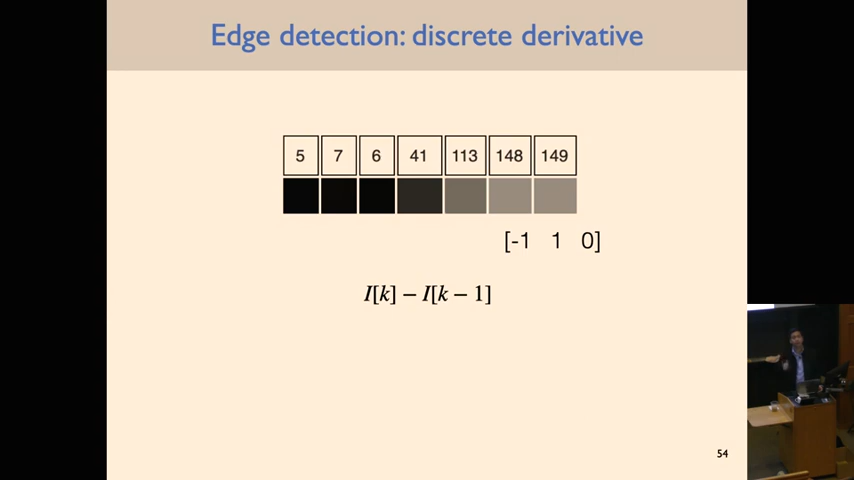 Edge detection: discrete derivative
5 7 6 41 113 148 149
[-1 1 0]
I[k] − I[k − 1]
54